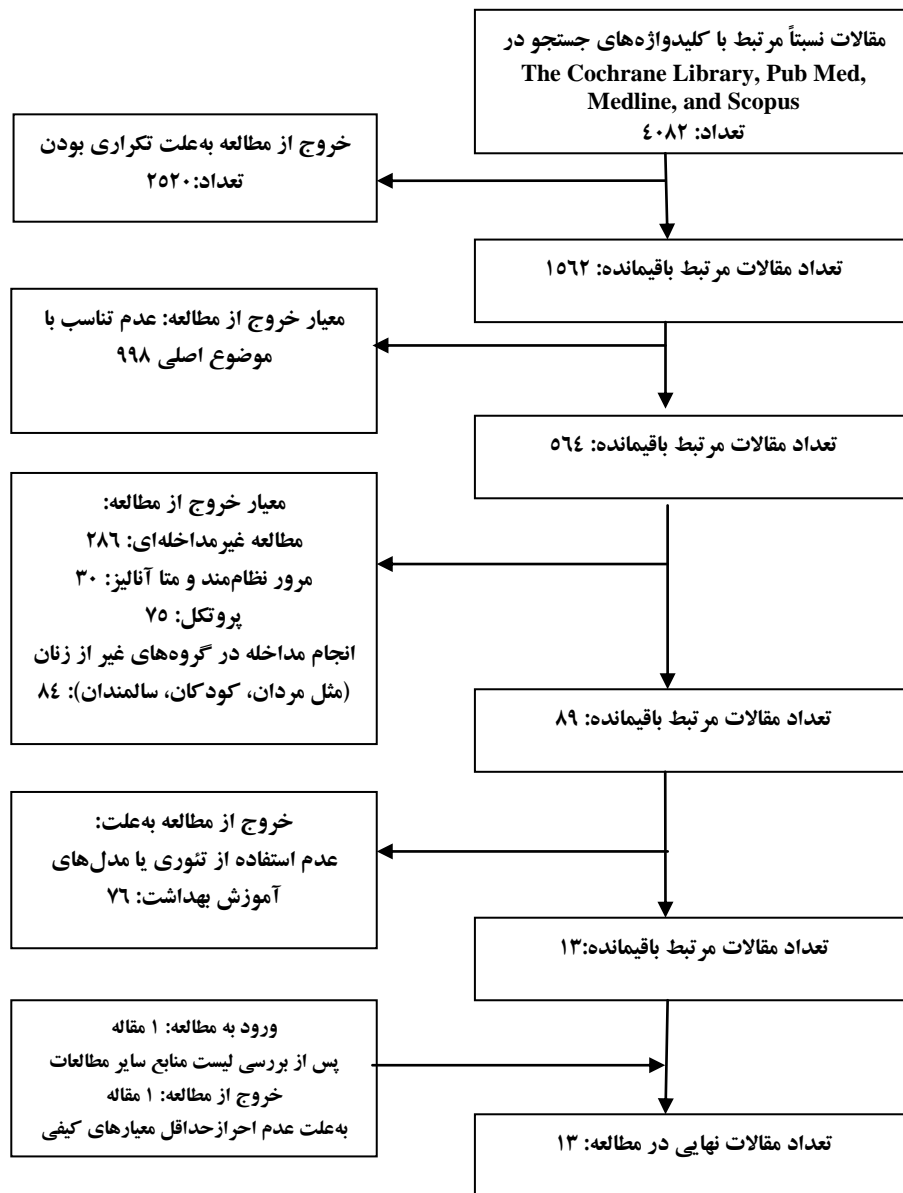 مقالات نسبتاً مرتبط با کلیدواژه‌های جستجو در
The Cochrane Library, Pub Med,
Medline, and Scopus
تعداد: ٤٠٨٢
خروج از مطالعه به‌علت تکراری بودن
تعداد:٢٥٢٠
تعداد مقالات مرتبط باقیمانده: ١٥٦٢
معیار خروج از مطالعه: عدم تناسب با
موضوع اصلی ٩٩٨
تعداد مقالات مرتبط باقیمانده: ٥٦٤
معیار خروج از مطالعه:
مطالعه غیرمداخله‌ای: ٢٨٦
مرور نظام‌مند و متا آنالیز: ٣٠
پروتکل: ٧٥
انجام مداخله در گروه‌های غیر از زنان
(مثل مردان، کودکان، سالمندان): ٨٤
تعداد مقالات مرتبط باقیمانده: ٨٩
خروج از مطالعه به‌علت:
عدم استفاده از تئوری یا مدل‌های
آموزش بهداشت: ٧٦
تعداد مقالات مرتبط باقیمانده:١٣
ورود به مطالعه: ١ مقاله
پس از بررسی لیست منابع سایر مطالعات
خروج از مطالعه: ١ مقاله
به‌علت عدم احرازحداقل معیارهای کیفی
تعداد مقالات نهایی در مطالعه: ١٣